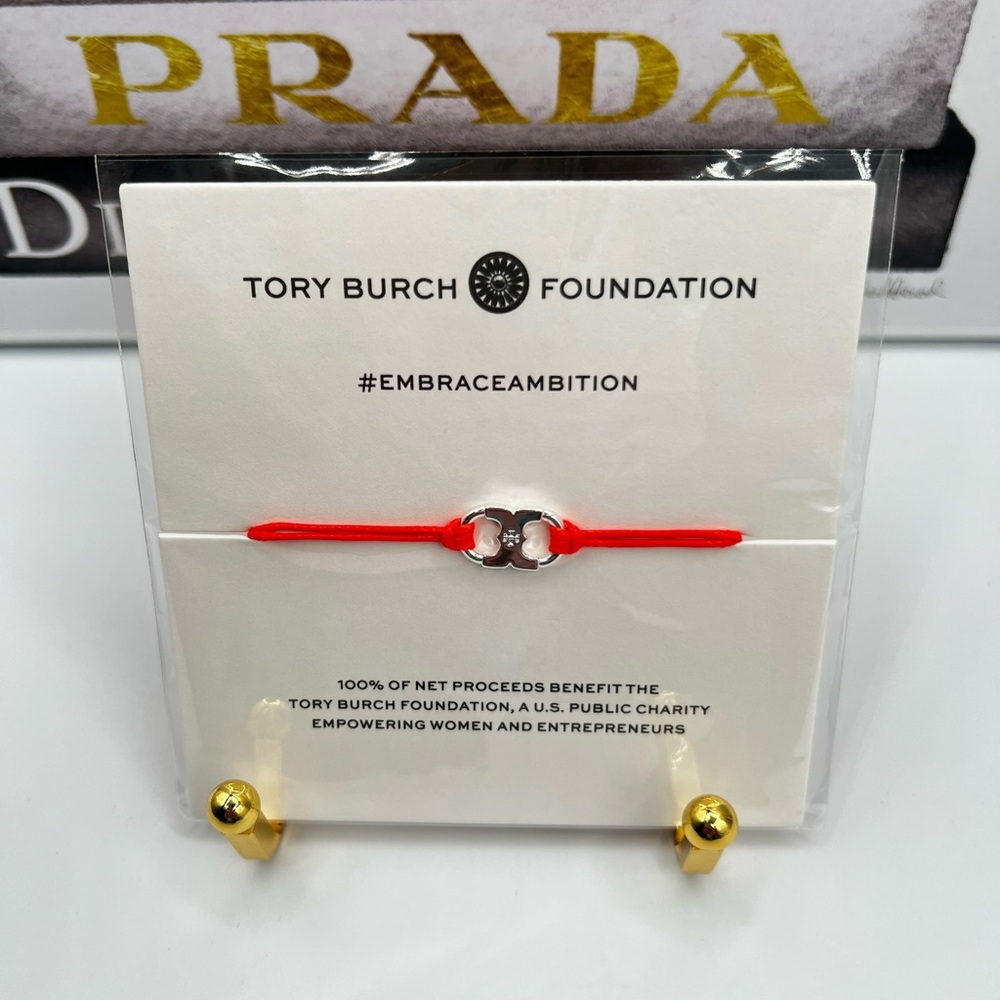 PRADA
TORY BURCH FOUNDATION
#EMBRACEAMBITION
100% OF NET PROCEEDS BENEFIT THE
TORY BURCH FOUNDATION, A U.S. PUBLIC CHARITY
EMPOWERING WOMEN AND ENTREPRENEURS